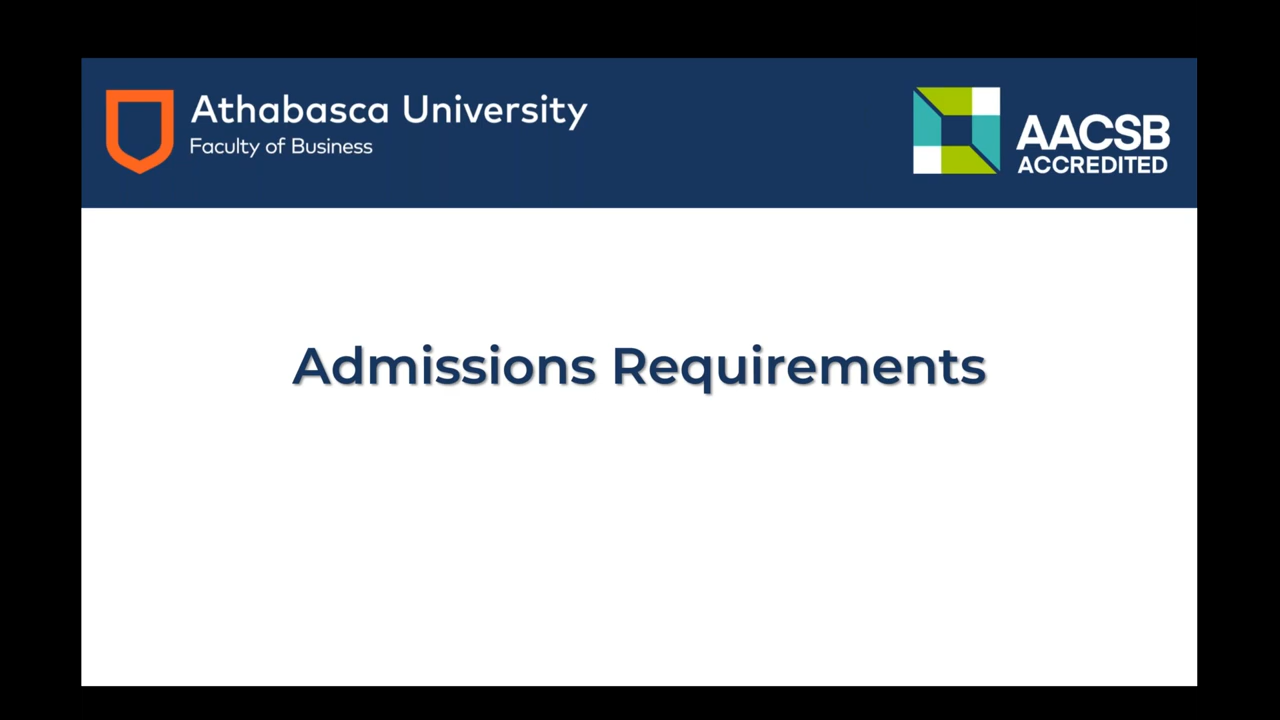 Athabasca University
Faculty of Business
AACSB
ACCREDITED
Admissions Requirements